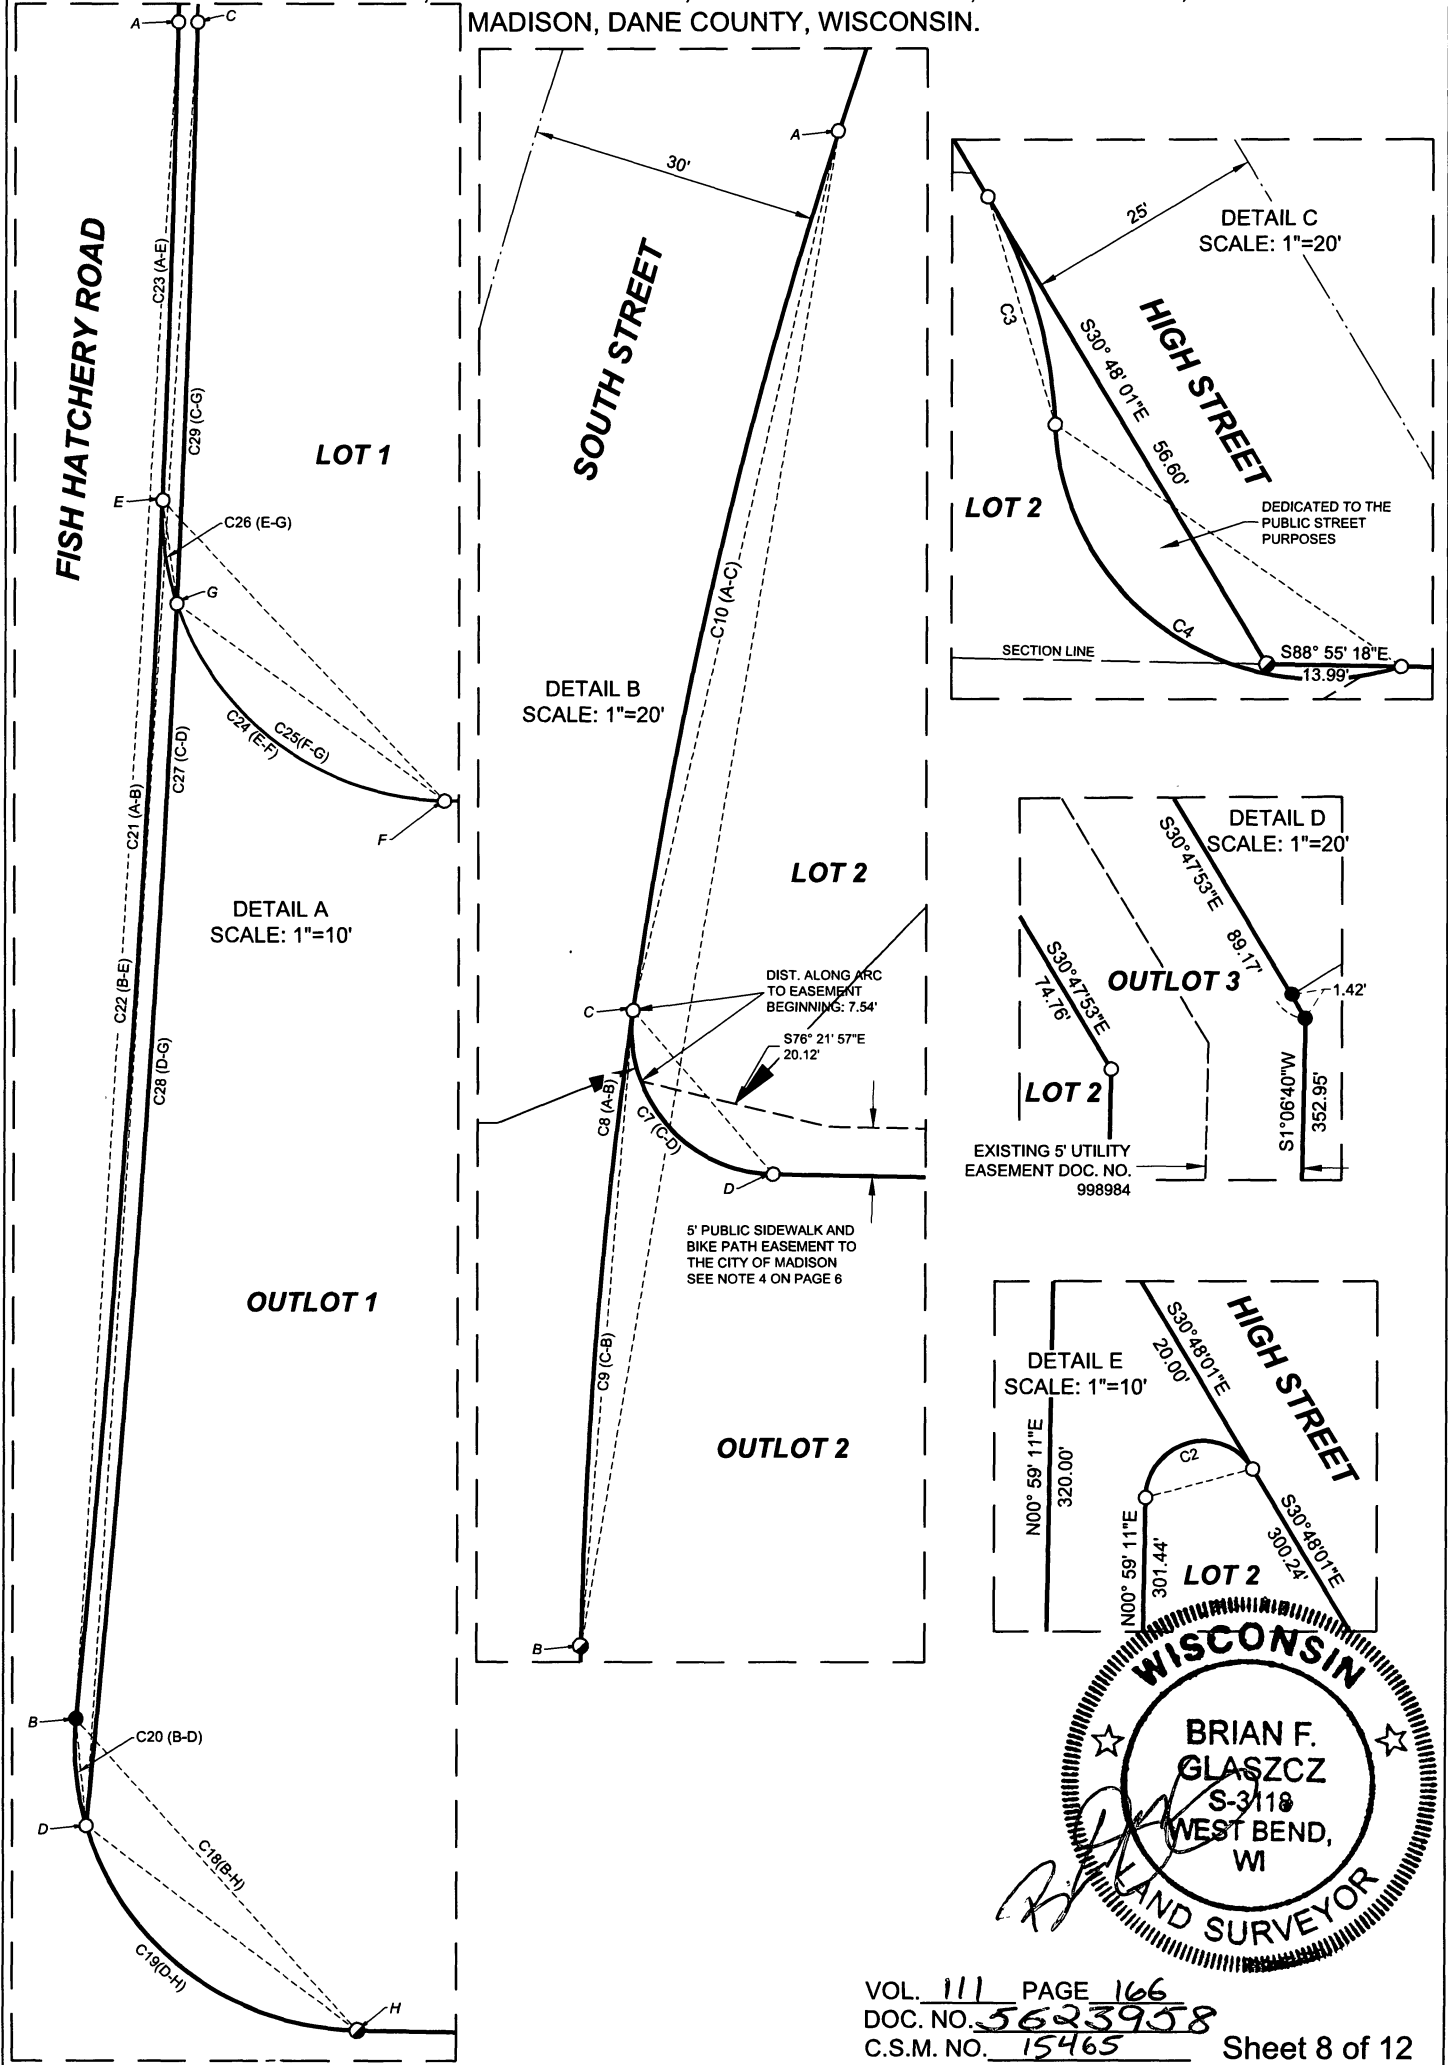 MADISON, DANE COUNTY, WISCONSIN.
A
C
FISH HATCHERY ROAD
C23 (A-E)
C29 (C-G)
LOT 1
E
C26 (E-G)
G
C24 (E-F)
C25(F-G)
C27 (C-D)
C21 (A-B)
F
DETAIL A
SCALE: 1"=10'
C22 (B-E)
C28 (D-G)
OUTLOT 1
B
C20 (B-D)
D
C18(B-H)
C19(D-H)
H
A
30'
SOUTH STREET
C10 (A-C)
DETAIL B
SCALE: 1"=20'
LOT 2
DIST. ALONG ARC
TO EASEMENT
BEGINNING: 7.54'
C
S76° 21' 57"E
20.12'
C8 (A-B)
C7 (C-D)
D
5' PUBLIC SIDEWALK AND
BIKE PATH EASEMENT TO
THE CITY OF MADISON
SEE NOTE 4 ON PAGE 6
C9 (C-B)
OUTLOT 2
B
25'
DETAIL C
SCALE: 1"=20'
C3
HIGH STREET
S30° 48' 01"E
56.60'
LOT 2
DEDICATED TO THE
PUBLIC STREET
PURPOSES
C4
SECTION LINE
S88° 55' 18"E
13.99'
DETAIL D
SCALE: 1"=20'
S30°47'53"E
89.17'
S30°47'53"E
74.76'
OUTLOT 3
1.42'
LOT 2
S1°06'40"W
352.95'
EXISTING 5' UTILITY
EASEMENT DOC. NO.
998984
DETAIL E
SCALE: 1"=10'
N00° 59' 11"E
320.00'
S30°48'01"E
20.00'
HIGH STREET
C2
N00° 59' 11"E
301.44'
S30°48'01"E
300.24'
LOT 2
WISCONSIN
BRIAN F.
GLASZCZ
S-3118
WEST BEND,
WI
LAND SURVEYOR
VOL. 111 PAGE 166
DOC. NO. 5623958
C.S.M. NO. 15465
Sheet 8 of 12